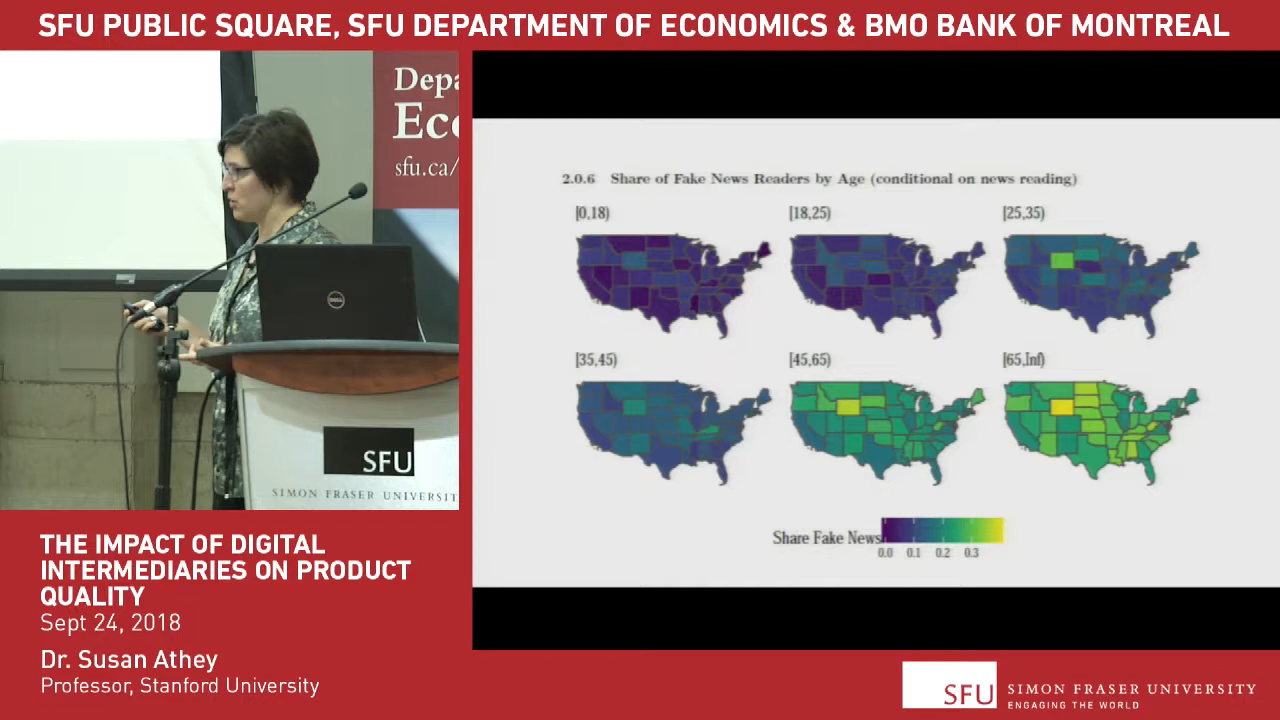 SFU PUBLIC SQUARE, SFU DEPARTMENT OF ECONOMICS & BMO BANK OF MONTREAL
Depa
Eco
sfu.ca/
DELL
SFU
SIMON FRASER UNIVERSIT
2.0.6 Share of Fake News Readers by Age (conditional on news reading)
[0,18) [18,25) [25,35)
[35,45) [45,65) [65,Inf)
Share Fake News
0.0 0.1 0.2 0.3
THE IMPACT OF DIGITAL
INTERMEDIARIES ON PRODUCT
QUALITY
Sept 24, 2018
Dr. Susan Athey
Professor, Stanford University
SFU
SIMON FRASER UNIVERSITY
ENGAGING THE WORLD